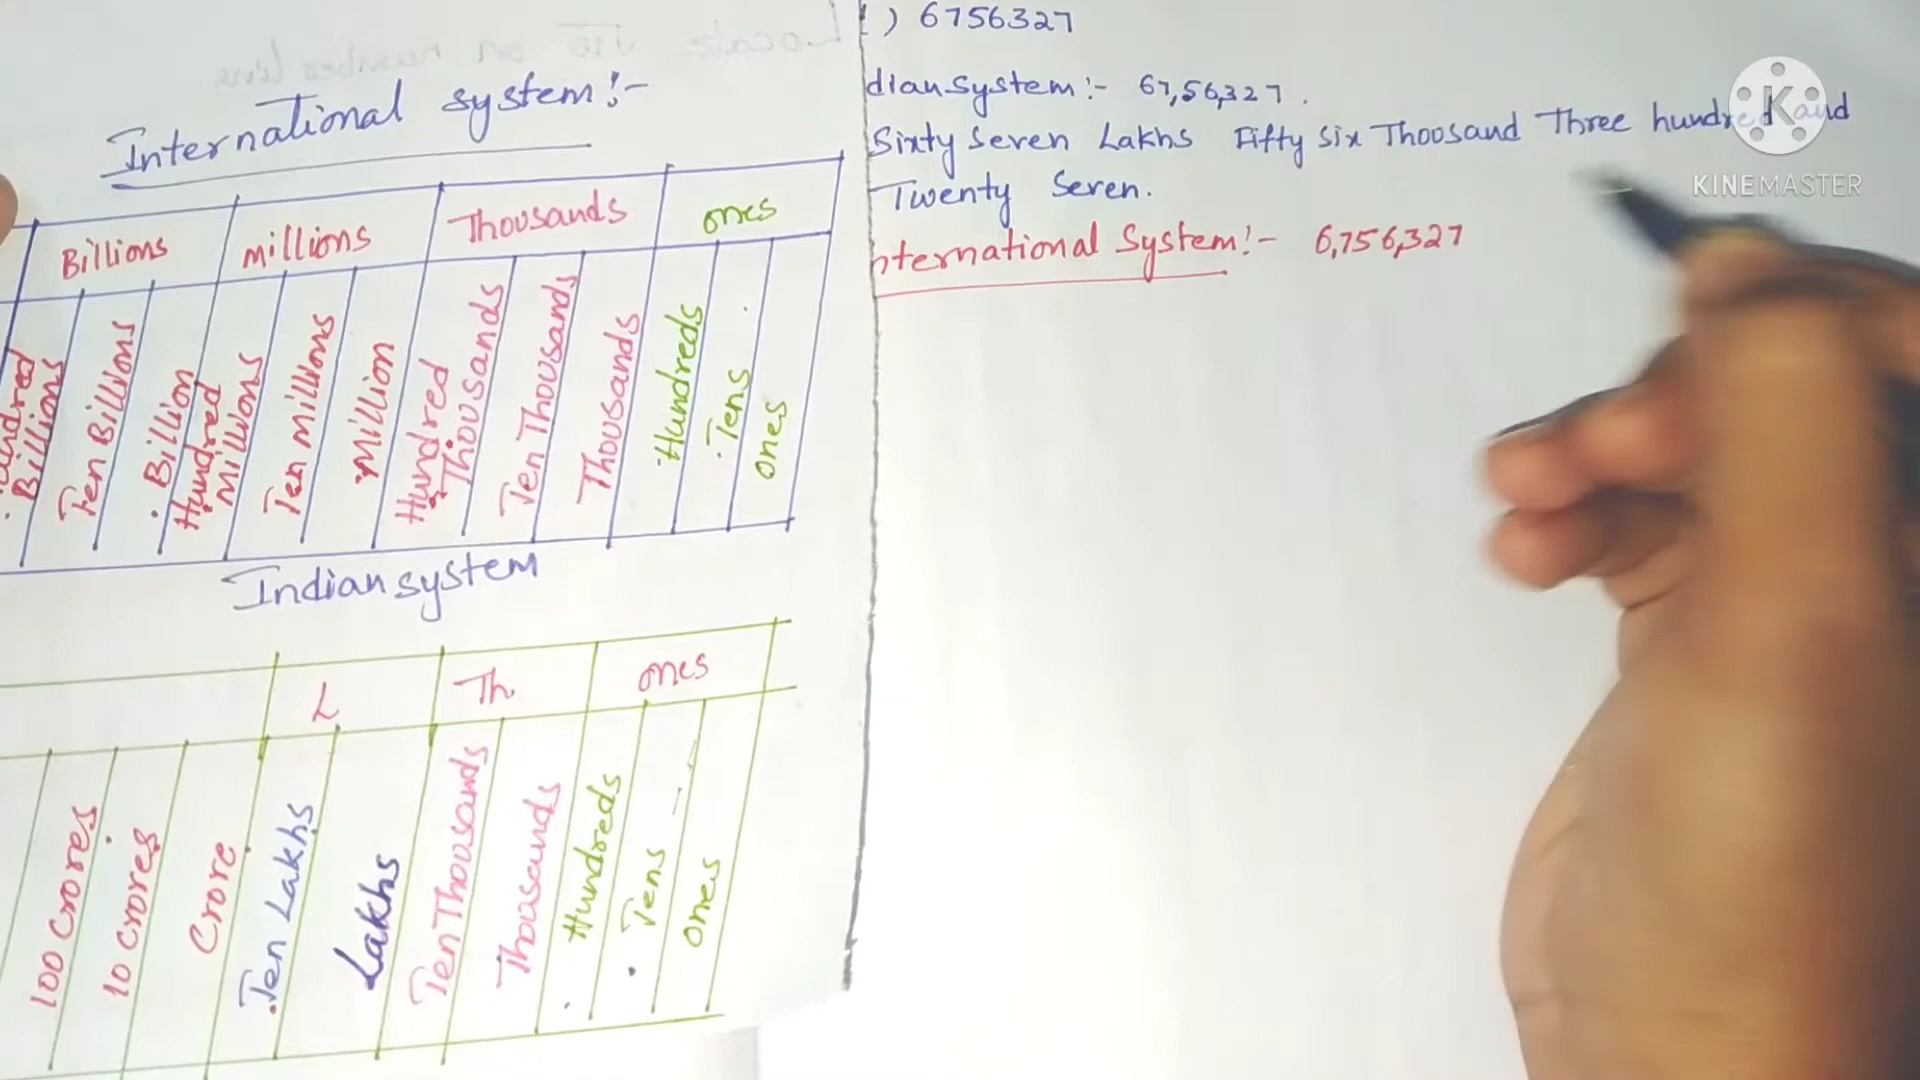 International system:-
Billions millions Thousands ones
Billions
Ten Billions
Billion
Hundred
Millions
Ten Millions
Million
Hundred
Thousands
Ten Thousands
Thousands
Hundreds
Tens
ones
Indian system
L Th ones
100 Crores
10 crores
Crore
Ten Lakhs
Lakhs
Ten Thousands
Thousands
Hundreds
Tens
ones
) 6756327
dian system:- 67,56,327.
Sixty Seven Lakhs Fifty Six Thoosand Three hundred and
Twenty Seven.
nternational System:- 6,756,327
KINEMASTER